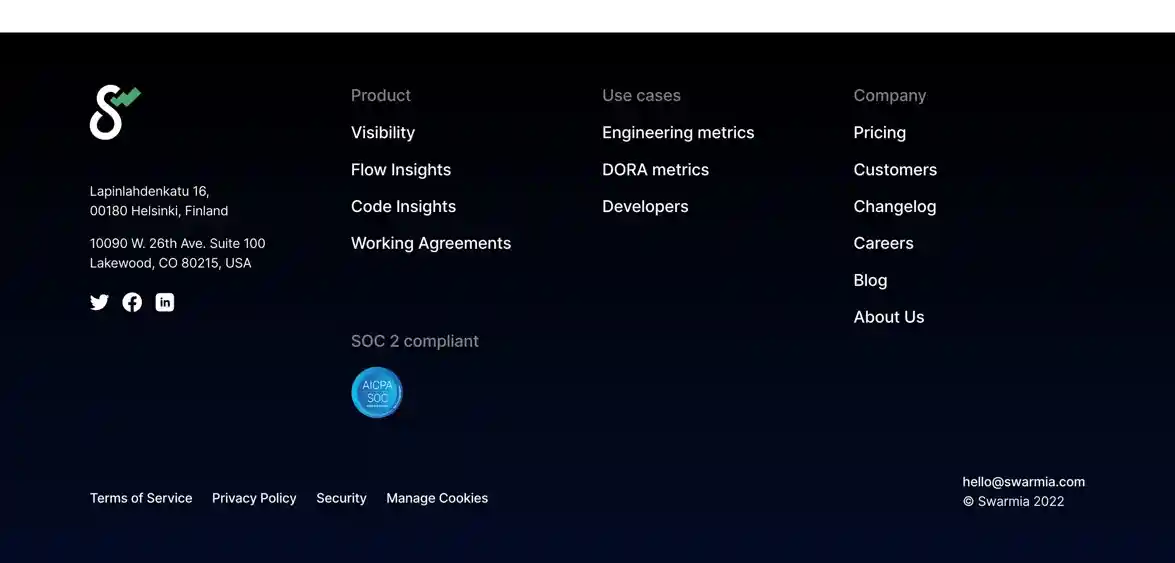 Lapinlahdenkatu 16,
00180 Helsinki, Finland
10090 W. 26th Ave. Suite 100
Lakewood, CO 80215, USA
in
Product
Visibility
Flow Insights
Code Insights
Working Agreements
SOC 2 compliant
AICPA
SOC
Use cases
Engineering metrics
DORA metrics
Developers
Company
Pricing
Customers
Changelog
Careers
Blog
About Us
Terms of Service Privacy Policy Security Manage Cookies
hello@swarmia.com
© Swarmia 2022